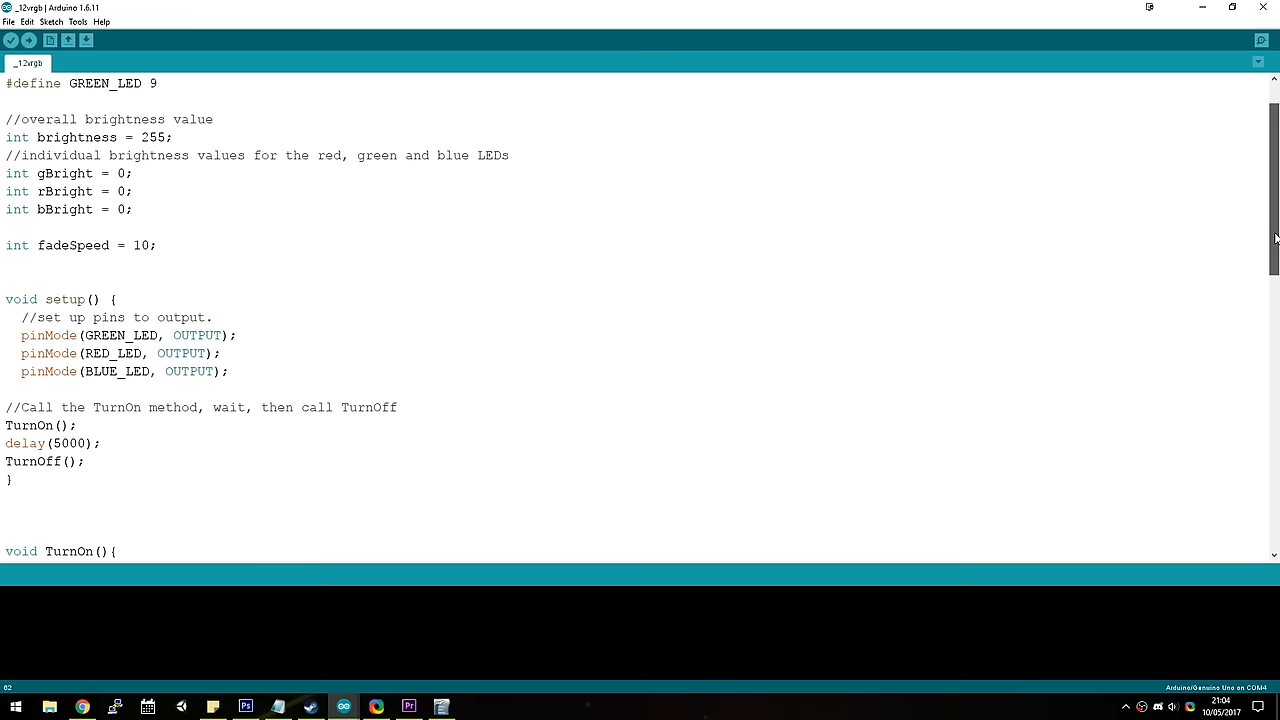 _12vrgb | Arduino 1.6.11
File Edit Sketch Tools Help
_12vrgb
#define GREEN_LED 9
//overall brightness value
int brightness = 255;
//individual brightness values for the red, green and blue LEDs
int gBright = 0;
int rBright = 0;
int bBright = 0;
int fadeSpeed = 10;
void setup() {
//set up pins to output.
pinMode(GREEN_LED, OUTPUT);
pinMode(RED_LED, OUTPUT);
pinMode(BLUE_LED, OUTPUT);
//Call the TurnOn method, wait, then call TurnOff
TurnOn();
delay(5000);
TurnOff();
}
void TurnOn(){
62
Arduino/Genuino Uno on COM4
Ps
Pr
21:04
10/05/2017